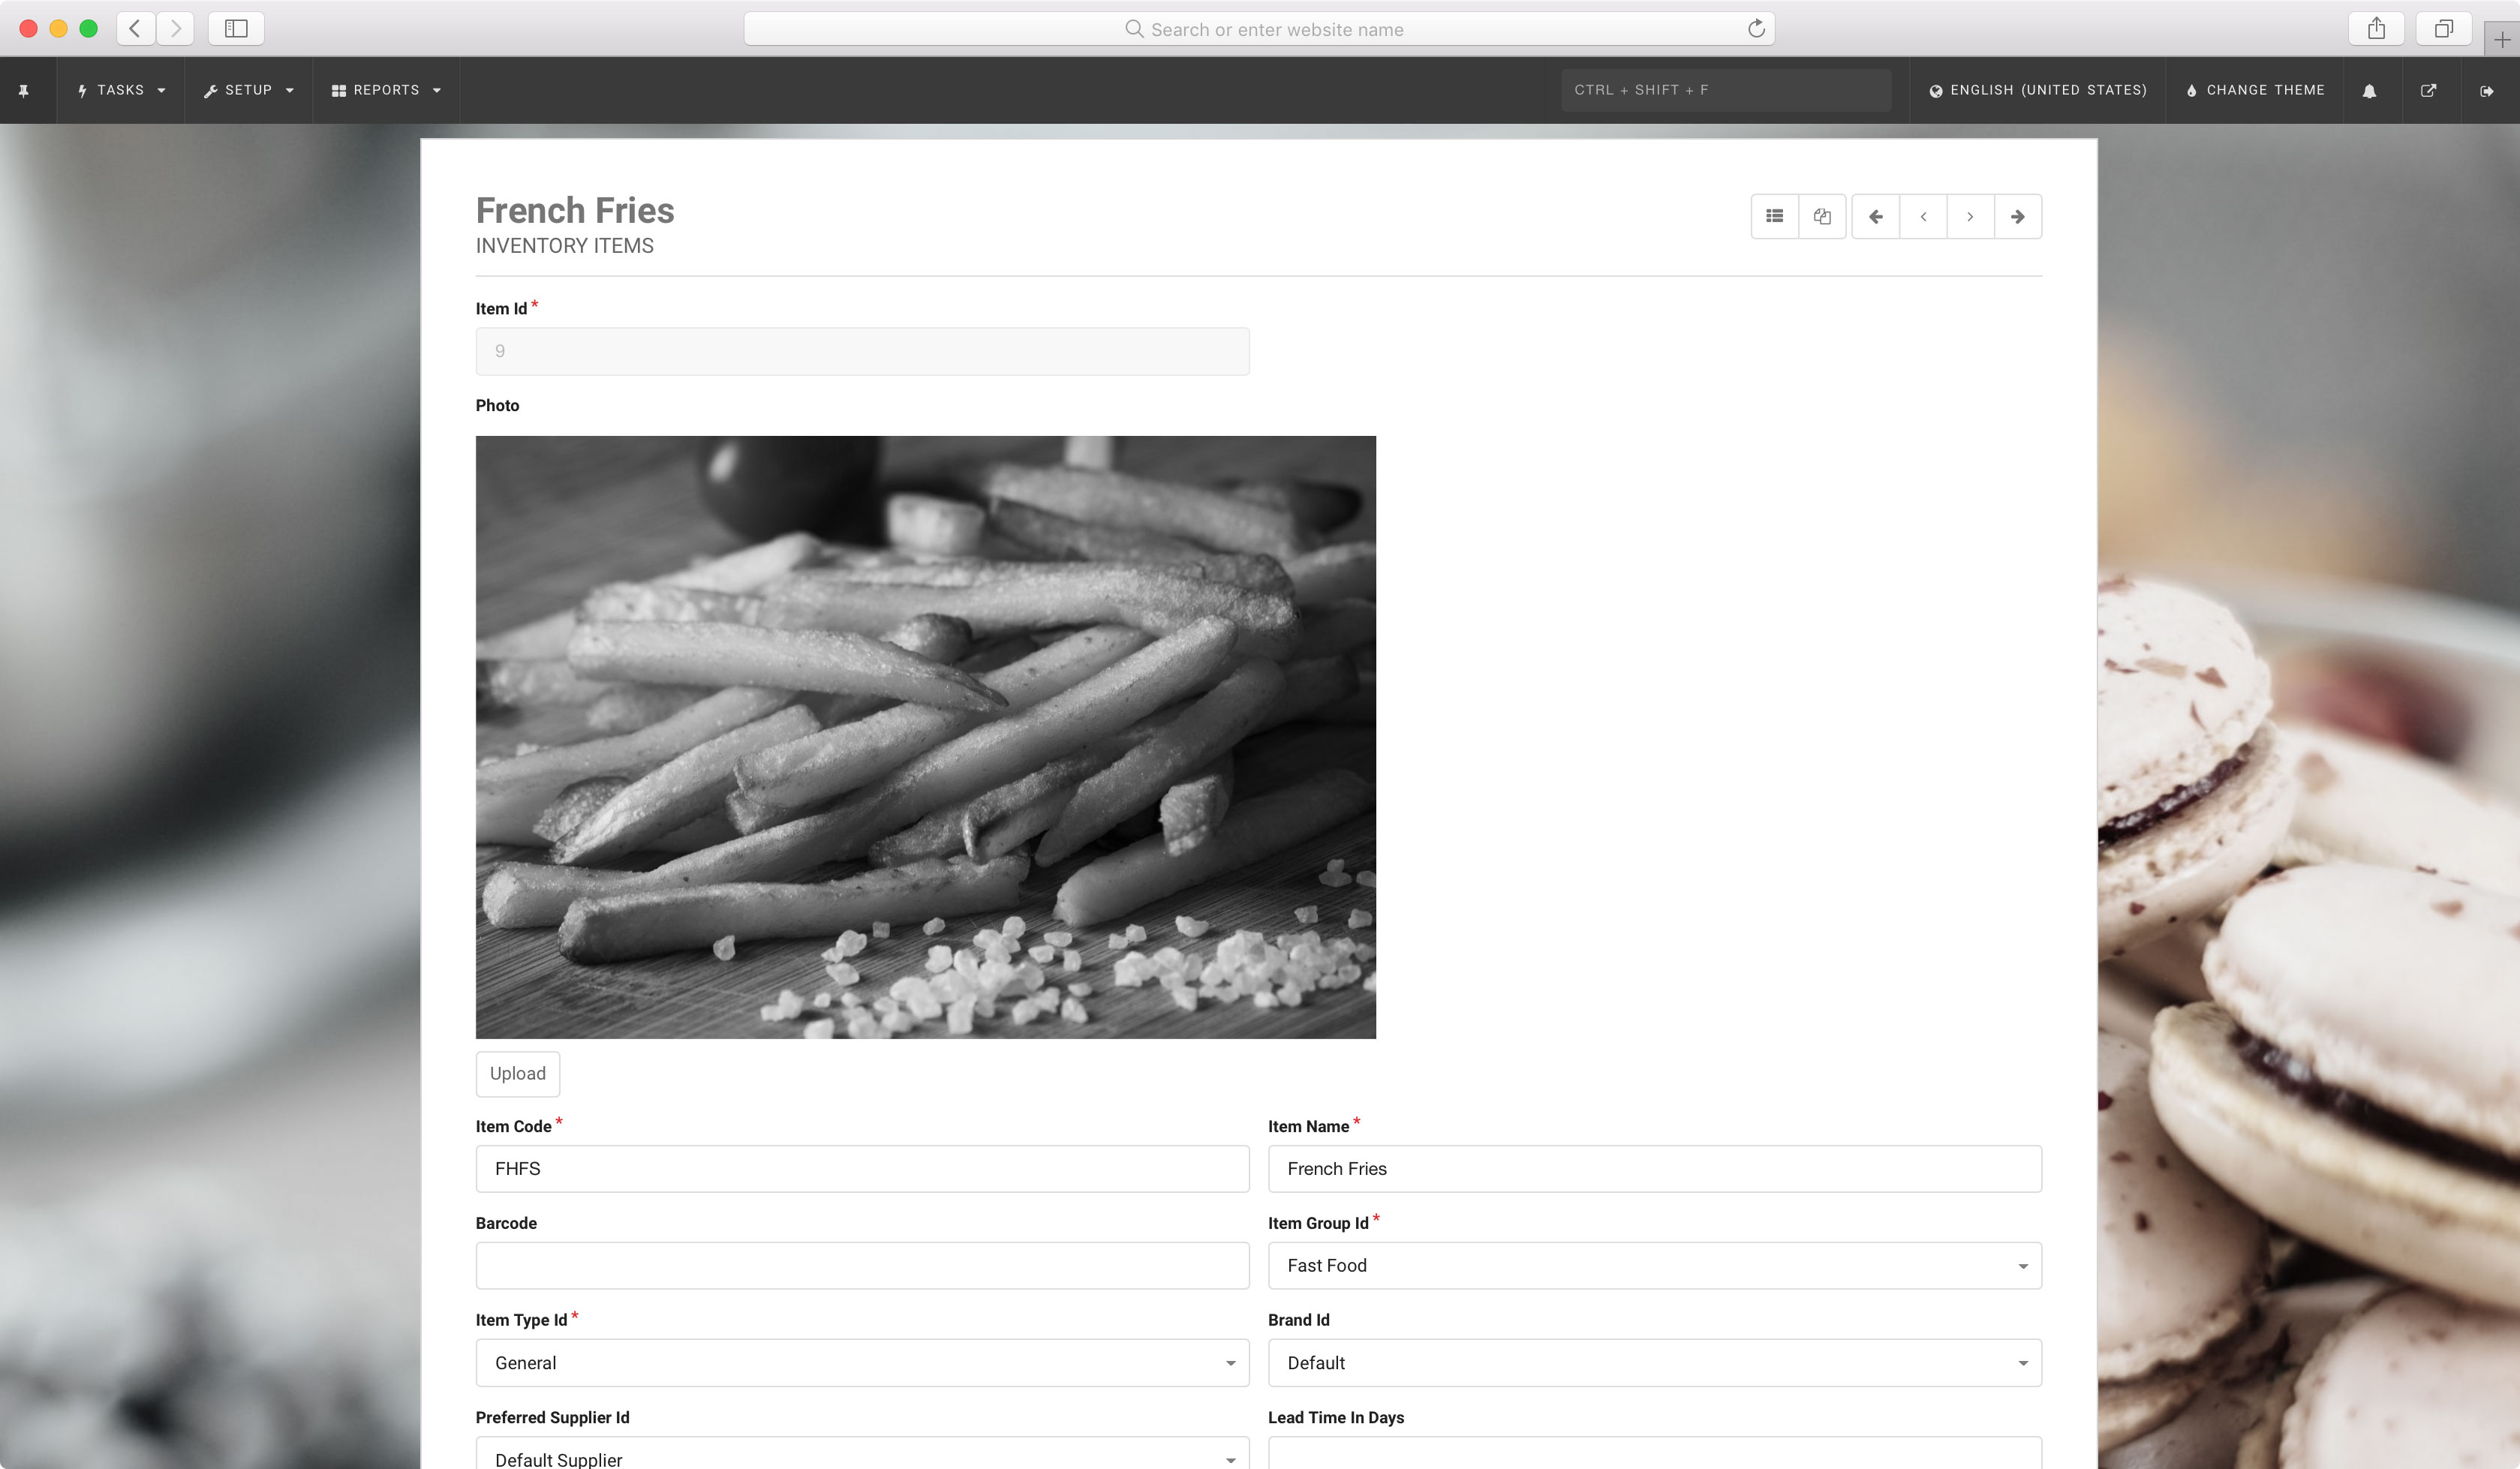 Search or enter website name
TASKS SETUP REPORTS CTRL + SHIFT + F ENGLISH (UNITED STATES) CHANGE THEME
French Fries
INVENTORY ITEMS
Item Id *
9
Photo
Upload
Item Code * Item Name *
FHFS French Fries
Barcode Item Group Id *
Fast Food
Item Type Id * Brand Id
General Default
Preferred Supplier Id Lead Time In Days
Default Supplier